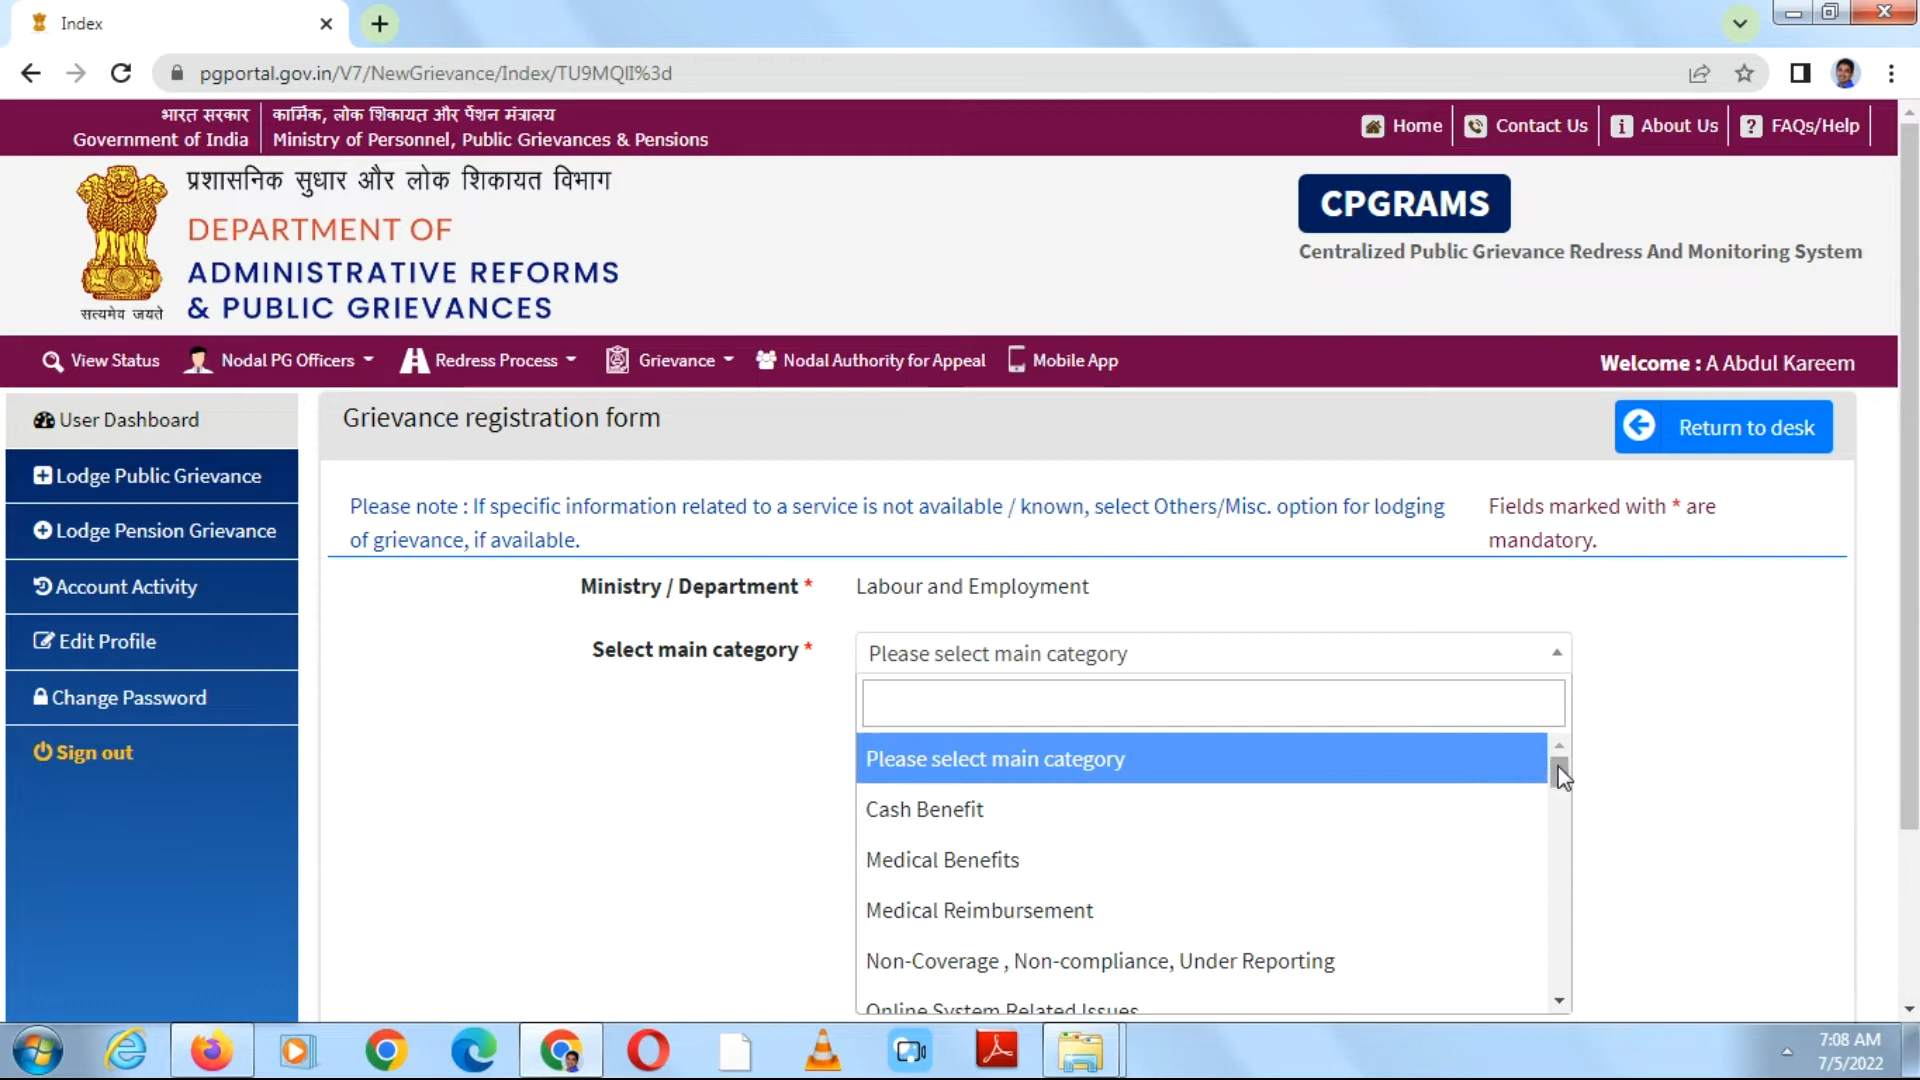 Index
pgportal.gov.in/V7/NewGrievance/Index/TU9MQlI%3d
भारत सरकार
Government of India
कार्मिक, लोक शिकायत और पेंशन मंत्रालय
Ministry of Personnel, Public Grievances & Pensions
Home
Contact Us
About Us
FAQs/Help
सत्यमेव जयते
प्रशासनिक सुधार और लोक शिकायत विभाग
DEPARTMENT OF
ADMINISTRATIVE REFORMS
& PUBLIC GRIEVANCES
CPGRAMS
Centralized Public Grievance Redress And Monitoring System
View Status
Nodal PG Officers
Redress Process
Grievance
Nodal Authority for Appeal
Mobile App
Welcome : A Abdul Kareem
User Dashboard
Lodge Public Grievance
Lodge Pension Grievance
Account Activity
Edit Profile
Change Password
Sign out
Grievance registration form
Return to desk
Please note : If specific information related to a service is not available / known, select Others/Misc. option for lodging
of grievance, if available.
Fields marked with * are
mandatory.
Ministry / Department * Labour and Employment
Select main category * Please select main category
Please select main category
Cash Benefit
Medical Benefits
Medical Reimbursement
Non-Coverage , Non-compliance, Under Reporting
Online System Related Issues
7:08 AM
7/5/2022